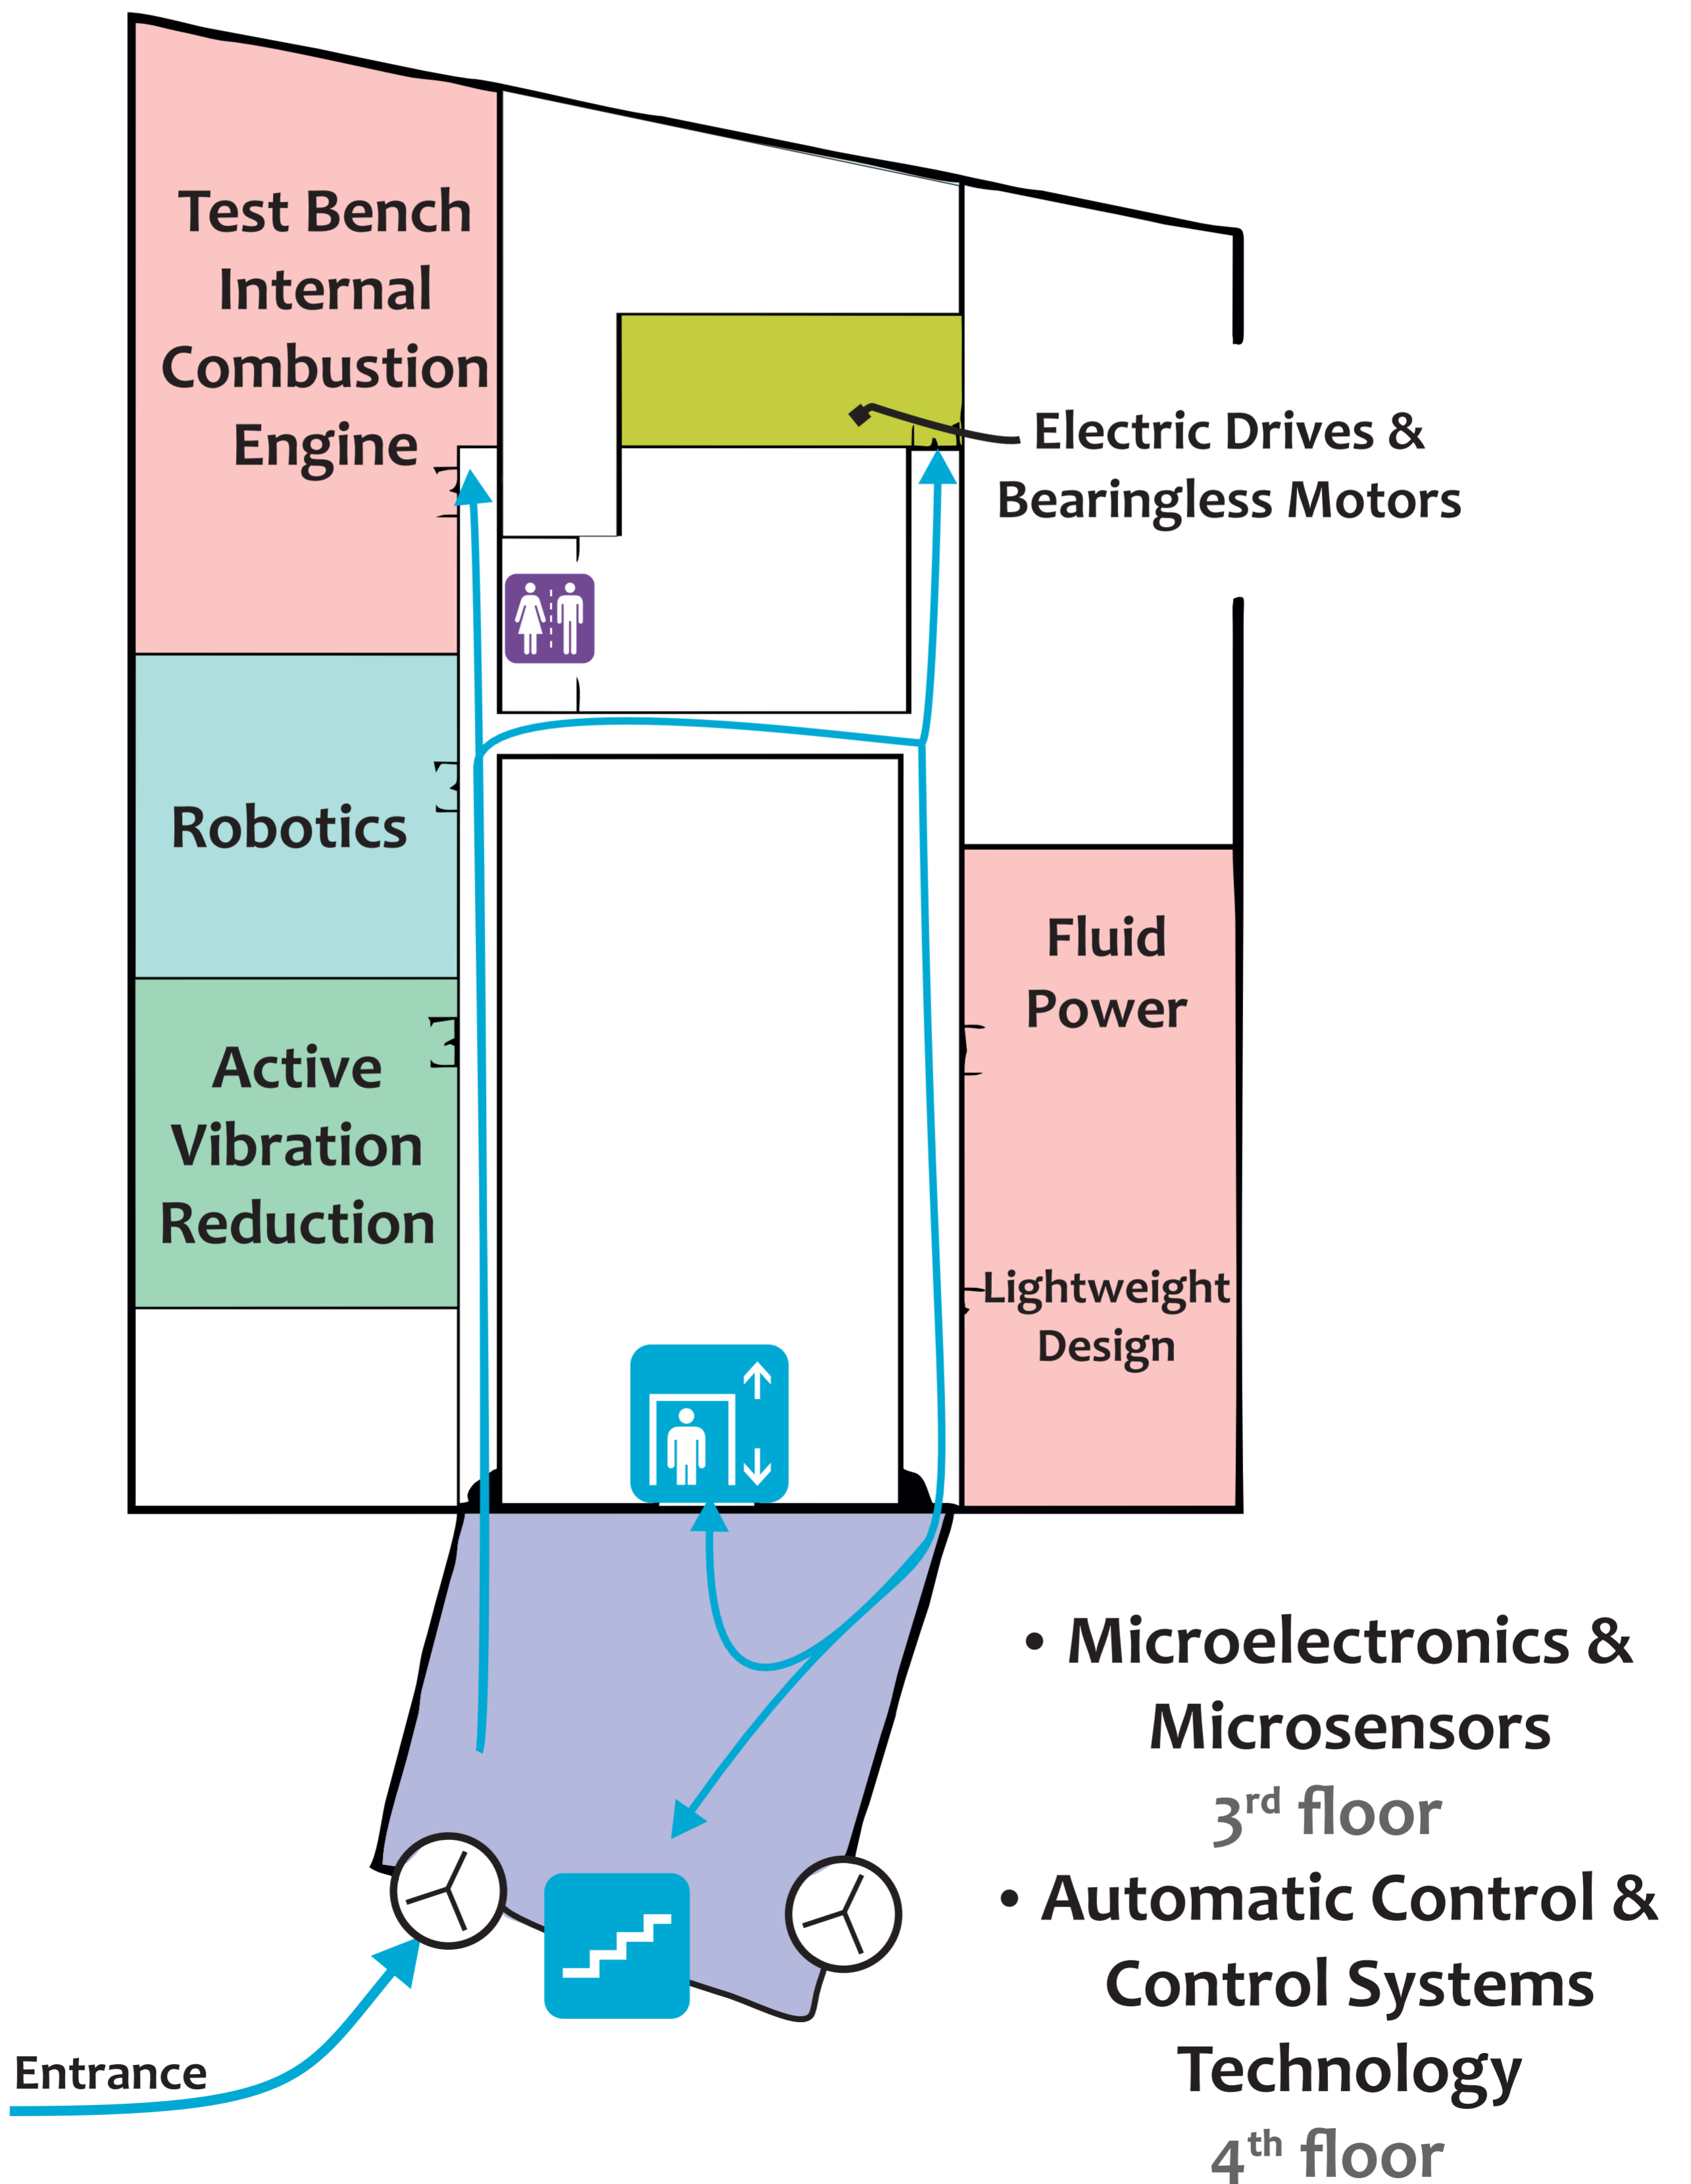 Test Bench
Internal
Combustion
Engine
Electric Drives &
Bearingless Motors
Robotics
Fluid
Power
Active
Vibration
Reduction
Lightweight
Design
• Microelectronics &
Microsensors
3rd floor
• Automatic Control &
Control Systems
Technology
4th floor
Entrance